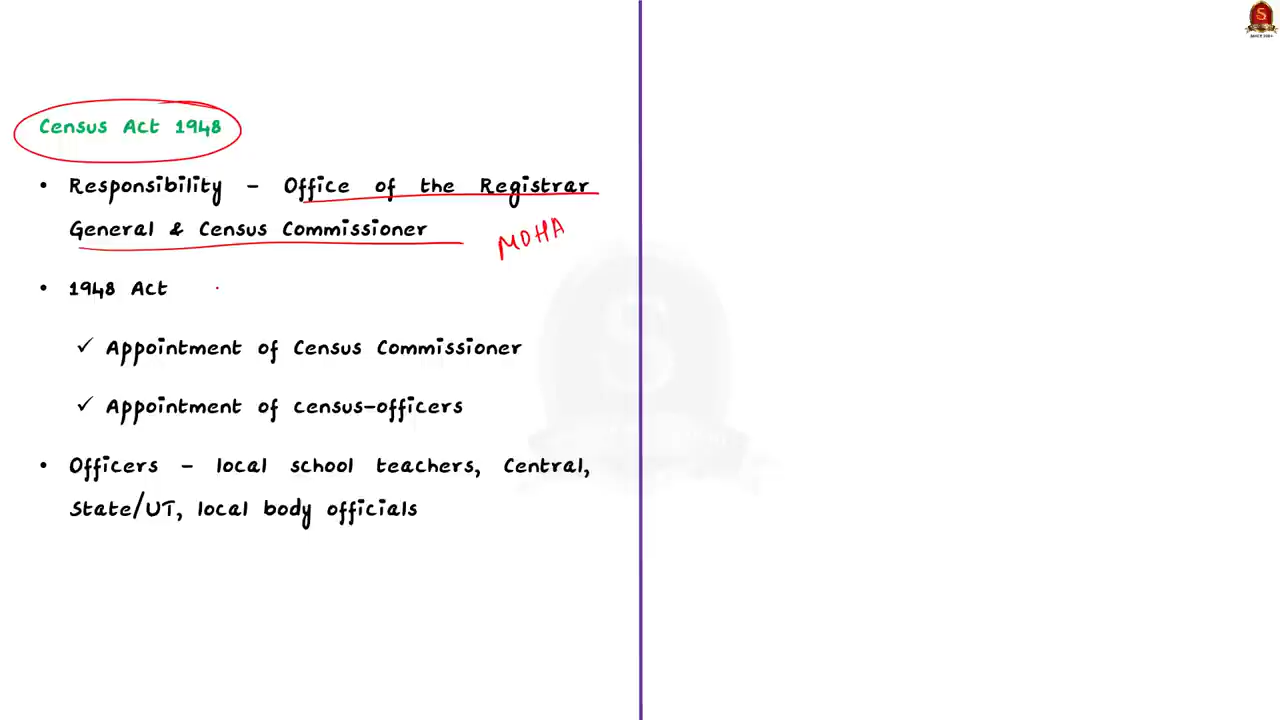 Census Act 1948
• Responsibility - Office of the Registrar
General & Census Commissioner
MOHA
• 1948 Act
✓ Appointment of Census Commissioner
✓ Appointment of census-officers
• Officers - local school teachers, Central,
State/UT, local body officials